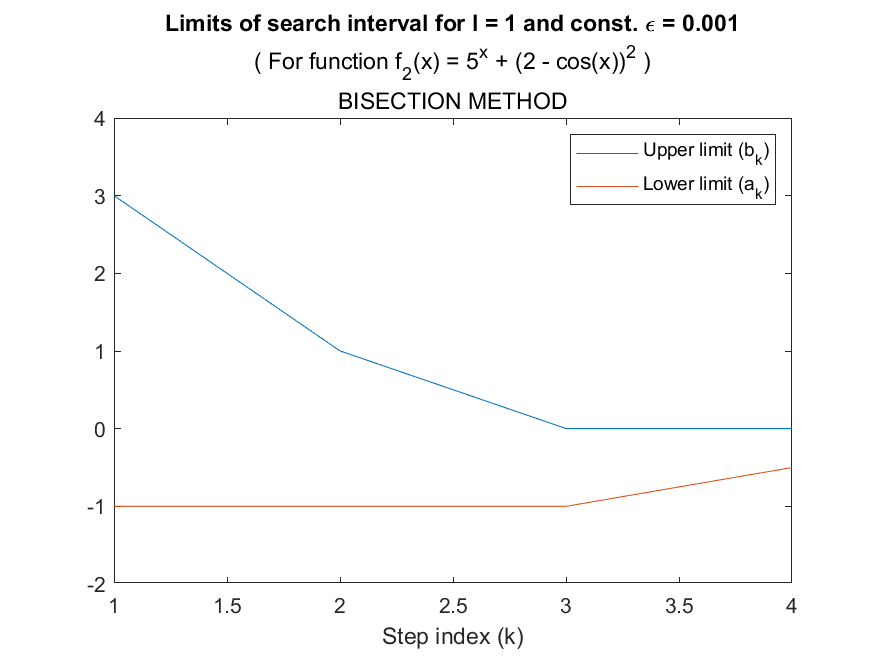 Limits of search interval for l = 1 and const. ϵ = 0.001
( For function f₂(x) = 5ˣ + (2 - cos(x))² )
BISECTION METHOD
4
3
2
1
0
-1
-2
Upper limit (bₖ)
Lower limit (aₖ)
1 1.5 2 2.5 3 3.5 4
Step index (k)